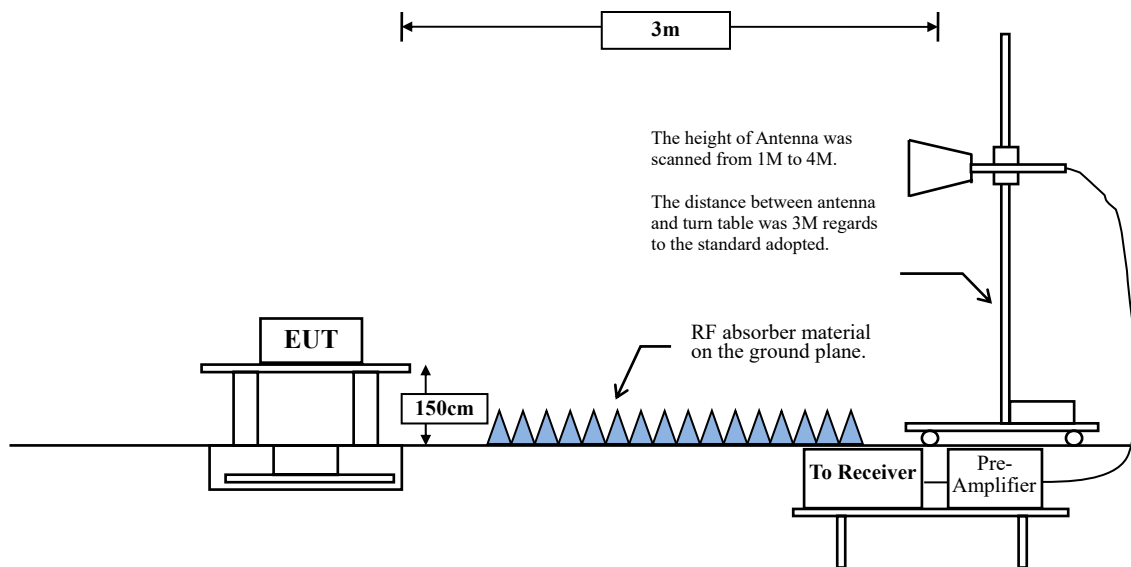 3m
The height of Antenna was
scanned from 1M to 4M.
The distance between antenna
and turn table was 3M regards
to the standard adopted.
EUT
RF absorber material
on the ground plane.
150cm
To Receiver
Pre-
Amplifier